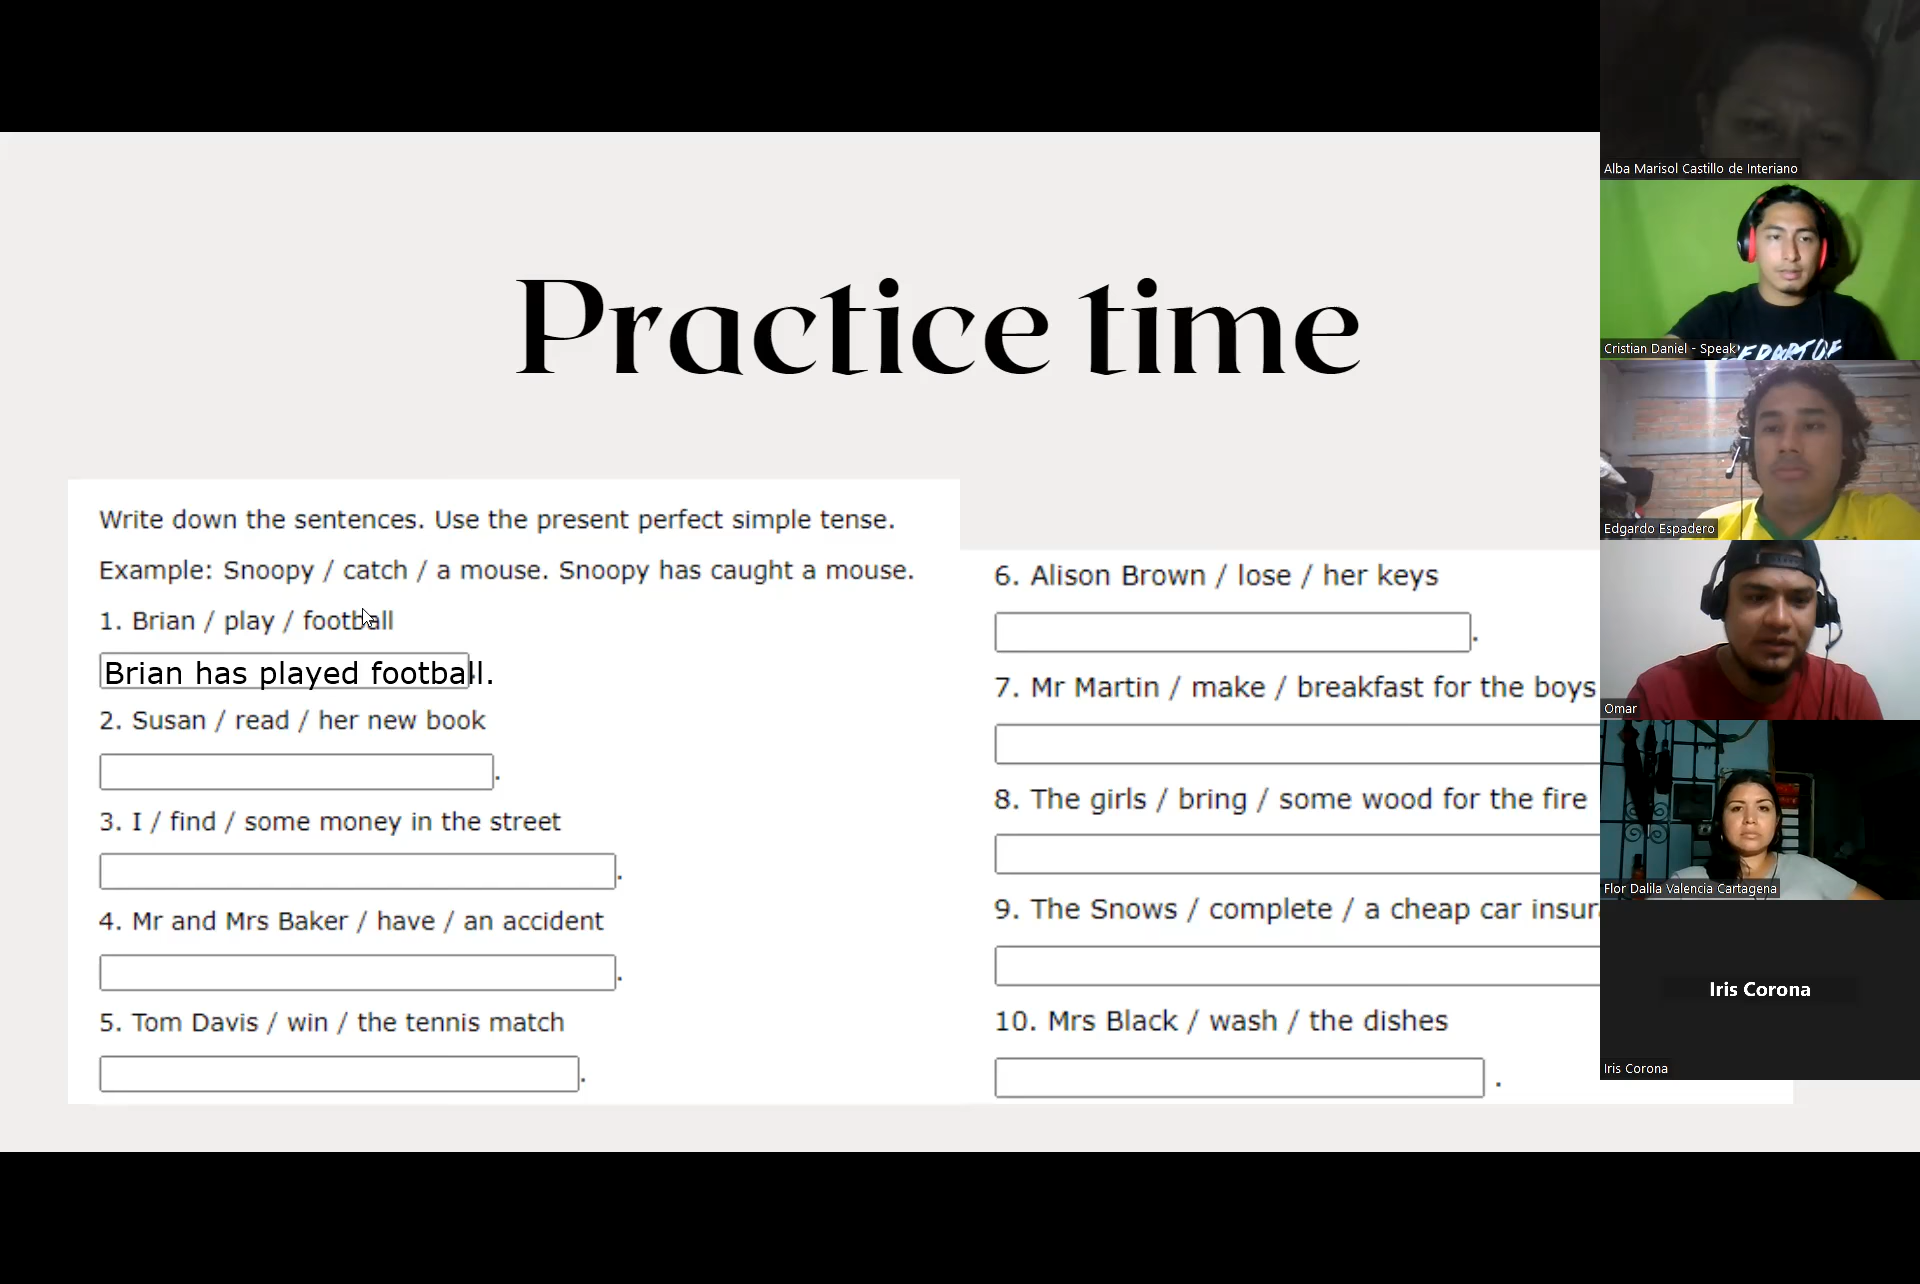 Practice time
Write down the sentences. Use the present perfect simple tense.
Example: Snoopy / catch / a mouse. Snoopy has caught a mouse.
1. Brian / play / football
Brian has played football.
2. Susan / read / her new book
.
3. I / find / some money in the street
.
4. Mr and Mrs Baker / have / an accident
.
5. Tom Davis / win / the tennis match
.
6. Alison Brown / lose / her keys
.
7. Mr Martin / make / breakfast for the boys
8. The girls / bring / some wood for the fire
9. The Snows / complete / a cheap car
10. Mrs Black / wash / the dishes
.
Alba Marisol Castillo de Interiano
Cristian Daniel - Speak
Edgardo Espadero
Omar
Flor Dalila Valencia Cartagena
Iris Corona
Iris Corona